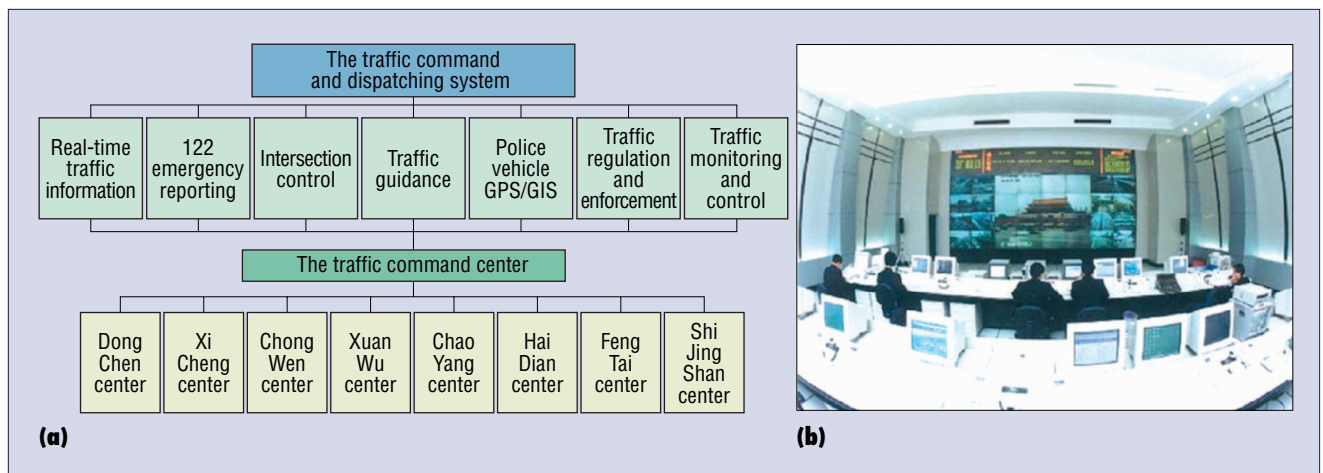 The traffic command
and dispatching system
Real-time
traffic
information
122
emergency
reporting
Intersection
control
Traffic
guidance
Police
vehicle
GPS/GIS
Traffic
regulation
and
enforcement
Traffic
monitoring
and
control
The traffic command center
Dong
Chen
center
Xi
Cheng
center
Chong
Wen
center
Xuan
Wu
center
Chao
Yang
center
Hai
Dian
center
Feng
Tai
center
Shi
Jing
Shan
center
(a)
(b)